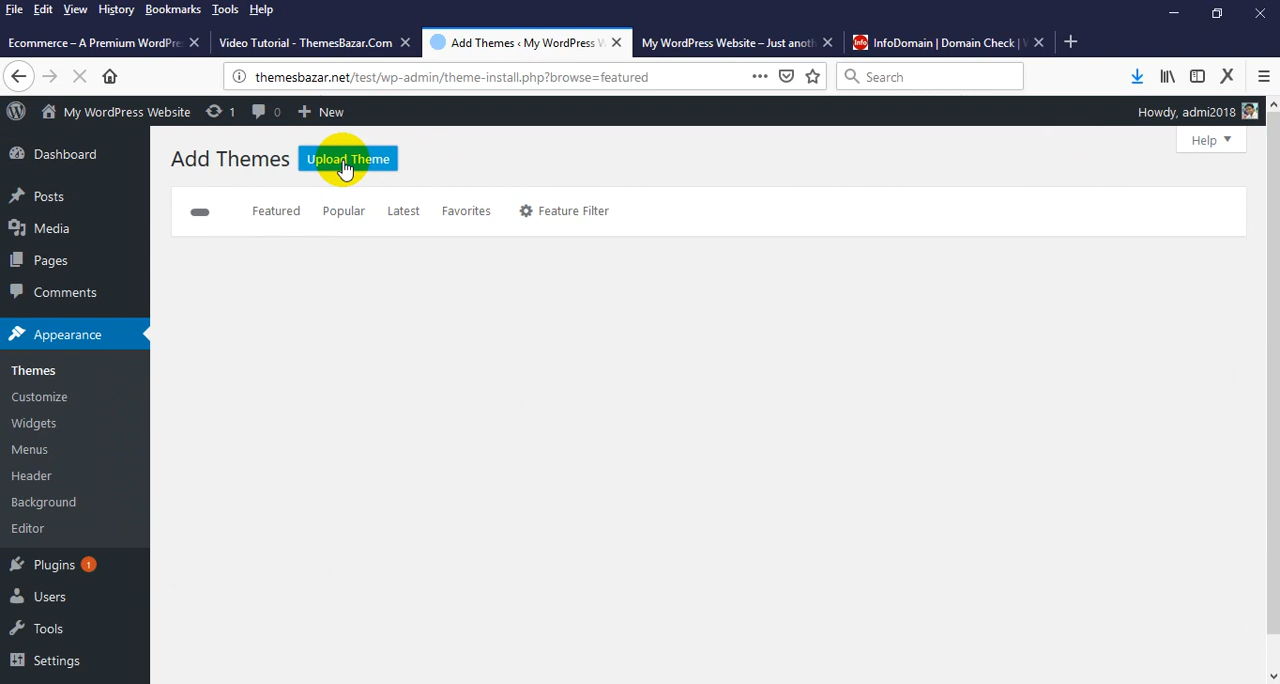 File Edit View History Bookmarks Tools Help
Ecommerce – A Premium WordPre
Video Tutorial - ThemesBazar.Com
Add Themes ‹ My WordPress W
My WordPress Website – Just anoth
Info InfoDomain | Domain Check | W
themesbazar.net/test/wp-admin/theme-install.php?browse=featured
Search
My WordPress Website 1 0 New
Howdy, admi2018
Dashboard
Posts
Media
Pages
Comments
Appearance
Themes
Customize
Widgets
Menus
Header
Background
Editor
Plugins 1
Users
Tools
Settings
Help
Add Themes Upload Theme
Featured Popular Latest Favorites Feature Filter